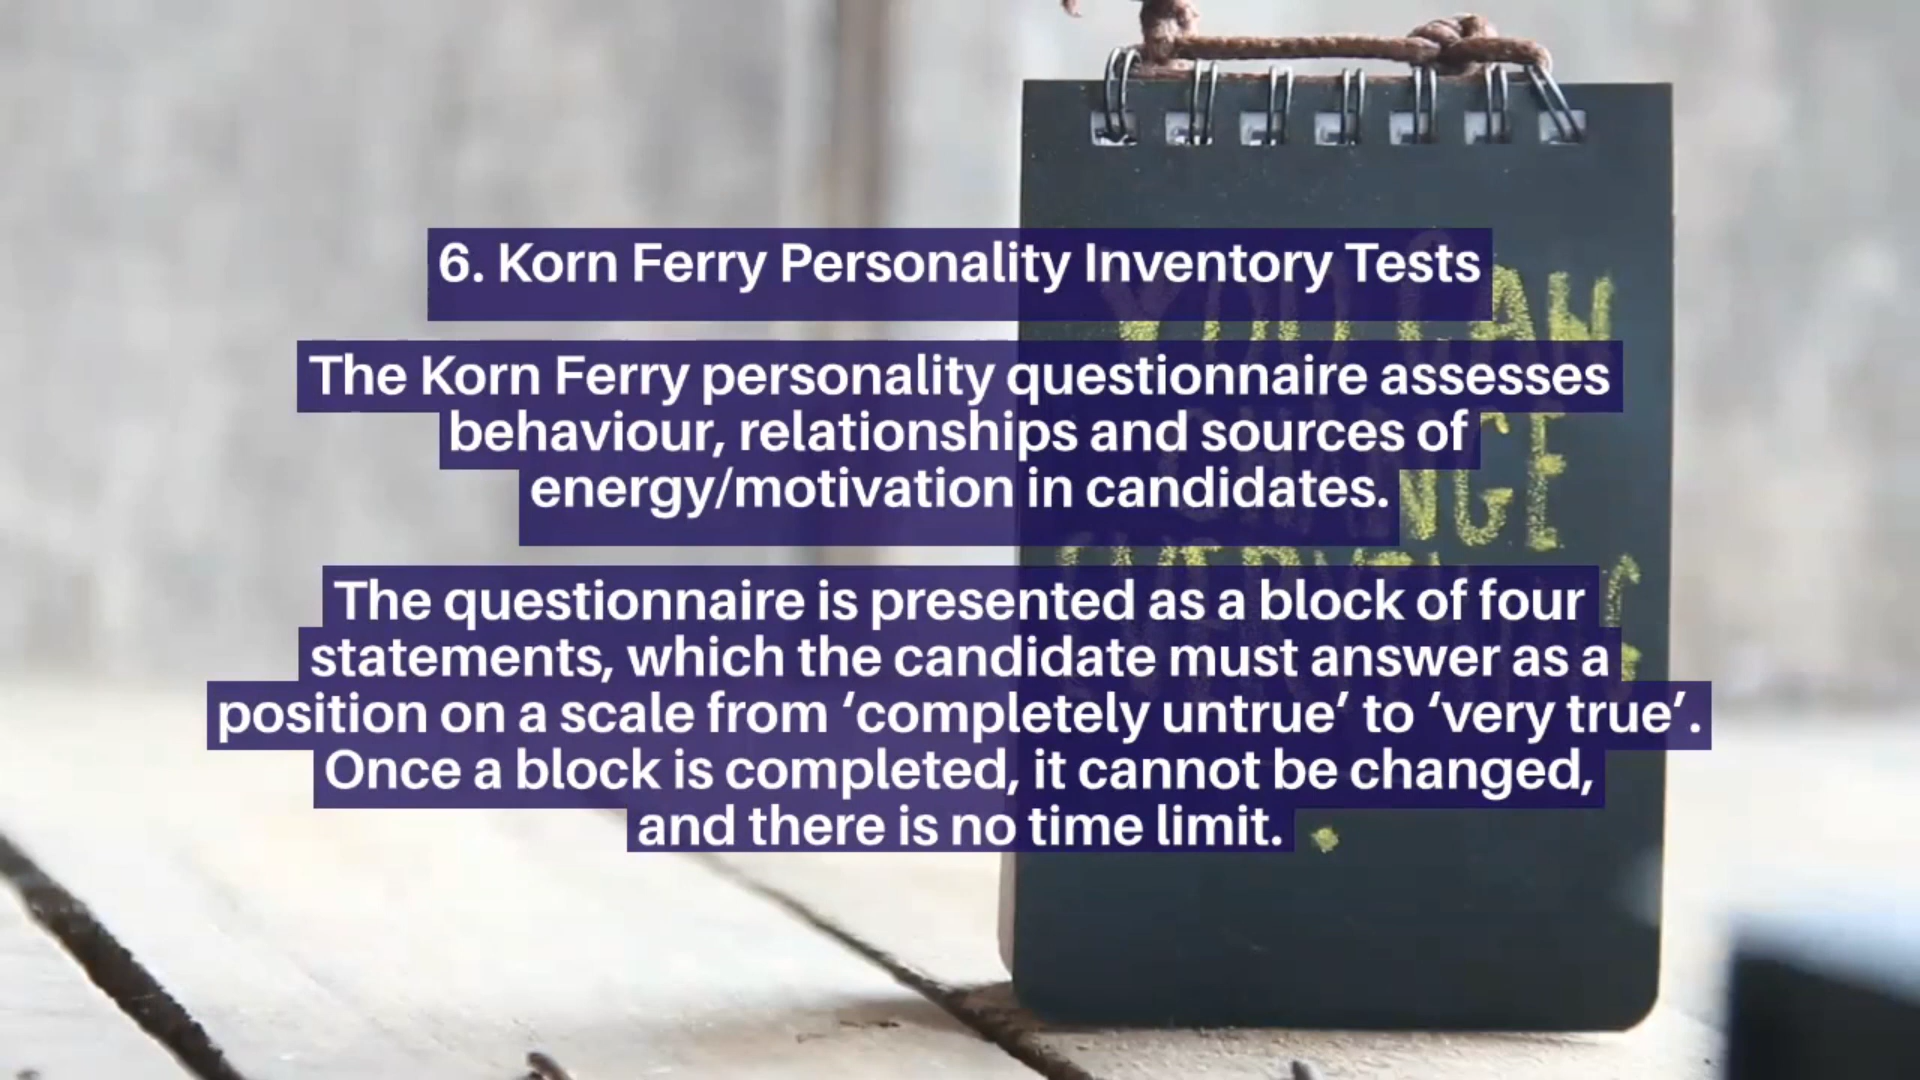 6. Korn Ferry Personality Inventory Tests
The Korn Ferry personality questionnaire assesses
behaviour, relationships and sources of
energy/motivation in candidates.
The questionnaire is presented as a block of four
statements, which the candidate must answer as a
position on a scale from ‘completely untrue’ to ‘very true’.
Once a block is completed, it cannot be changed,
and there is no time limit.
YOU CAN